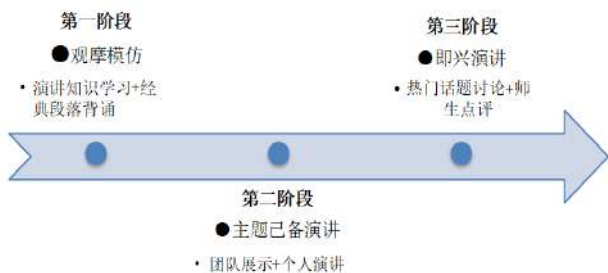 第一阶段
●观摩模仿
• 演讲知识学习+经
典段落背诵
第三阶段
●即兴演讲
• 热门话题讨论+师
生点评
第二阶段
●主题己备演讲
• 团队展示+个人演讲